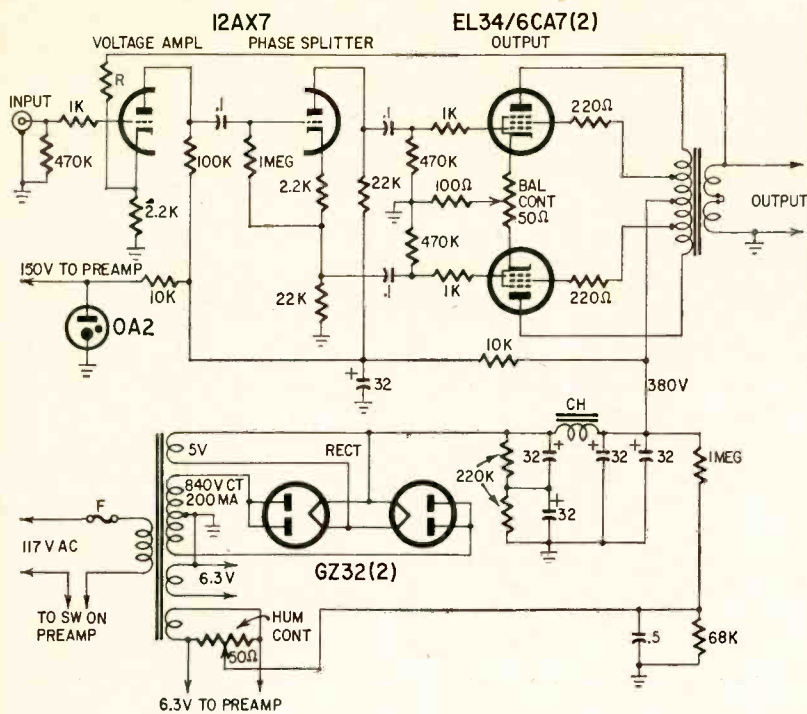 12AX7
EL34/6CA7(2)
VOLTAGE AMPL
PHASE SPLITTER
OUTPUT
R
INPUT
1K
.1
.1
1K
220Ω
470K
100K
1MEG
2.2K
22K
470K
100Ω
BAL
CONT
50Ω
OUTPUT
2.2K
470K
150V TO PREAMP
10K
22K
.1
1K
220Ω
OA2
10K
380V
+
32
CH
5V
RECT
220K
32
+
+
32
+
32
1MEG
840V CT
200 MA
+
32
F
117 V AC
6.3V
GZ32(2)
TO SW ON
PREAMP
HUM
CONT
50Ω
.5
68K
6.3V TO PREAMP